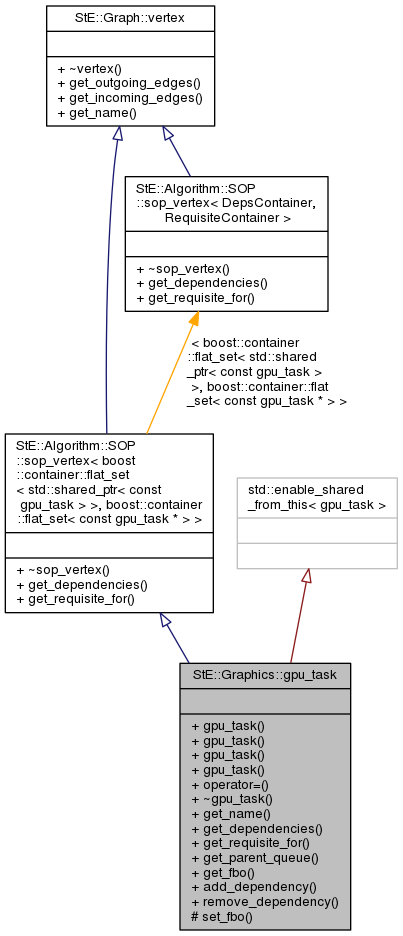 StE::Graph::vertex
+ ~vertex()
+ get_outgoing_edges()
+ get_incoming_edges()
+ get_name()
StE::Algorithm::SOP
::sop_vertex< DepsContainer,
RequisiteContainer >
+ ~sop_vertex()
+ get_dependencies()
+ get_requisite_for()
< boost::container
::flat_set< std::shared
_ptr< const gpu_task >
>, boost::container::flat
_set< const gpu_task * > >
StE::Algorithm::SOP
::sop_vertex< boost
::container::flat_set
< std::shared_ptr< const
gpu_task > >, boost::container
::flat_set< const gpu_task * > >
+ ~sop_vertex()
+ get_dependencies()
+ get_requisite_for()
std::enable_shared
_from_this< gpu_task >
StE::Graphics::gpu_task
+ gpu_task()
+ gpu_task()
+ gpu_task()
+ gpu_task()
+ operator=()
+ ~gpu_task()
+ get_name()
+ get_dependencies()
+ get_requisite_for()
+ get_parent_queue()
+ get_fbo()
+ add_dependency()
+ remove_dependency()
# set_fbo()